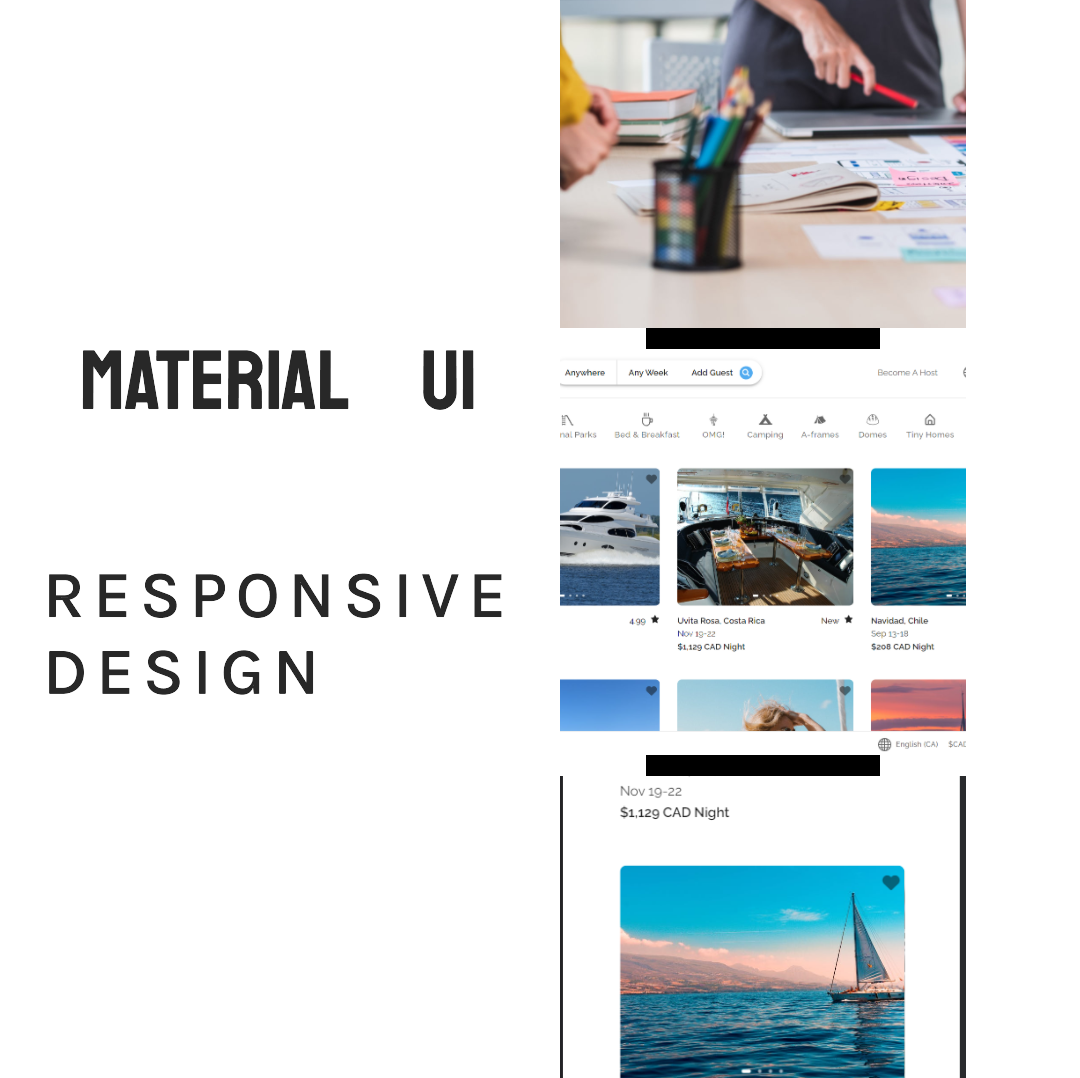 MATERIAL UI
RESPONSIVE
DESIGN
Design
Anywhere Any Week Add Guest Become A Host
nal Parks Bed & Breakfast OMG! Camping A-frames Domes Tiny Homes
4.99 Uvita Rosa, Costa Rica New Navidad, Chile
Nov 19-22 Sep 13-18
$1,129 CAD Night $208 CAD Night
English (CA) $CAD
Nov 19-22
$1,129 CAD Night